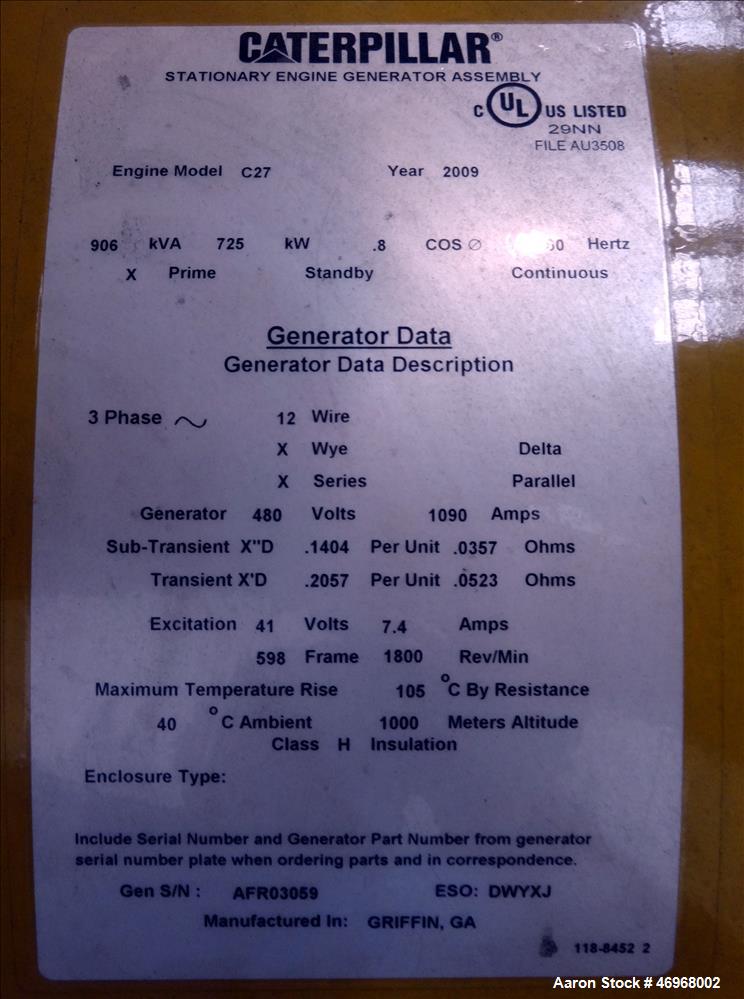 CATERPILLAR®
STATIONARY ENGINE GENERATOR ASSEMBLY
C UL US LISTED
29NN
FILE AU3508
Engine Model C27 Year 2009
906 kVA 725 kW .8 COS Ø Hertz
X Prime Standby Continuous
Generator Data
Generator Data Description
3 Phase 12 Wire
X Wye Delta
X Series Parallel
Generator 480 Volts 1090 Amps
Sub-Transient X"D .1404 Per Unit .0357 Ohms
Transient X'D .2057 Per Unit .0523 Ohms
Excitation 41 Volts 7.4 Amps
598 Frame 1800 Rev/Min
Maximum Temperature Rise 105 °C By Resistance
40 °C Ambient 1000 Meters Altitude
Class H Insulation
Enclosure Type:
Include Serial Number and Generator Part Number from generator
serial number plate when ordering parts and in correspondence.
Gen S/N : AFR03059 ESO: DWYXJ
Manufactured In: GRIFFIN, GA
118-8452 2
Aaron Stock # 46968002